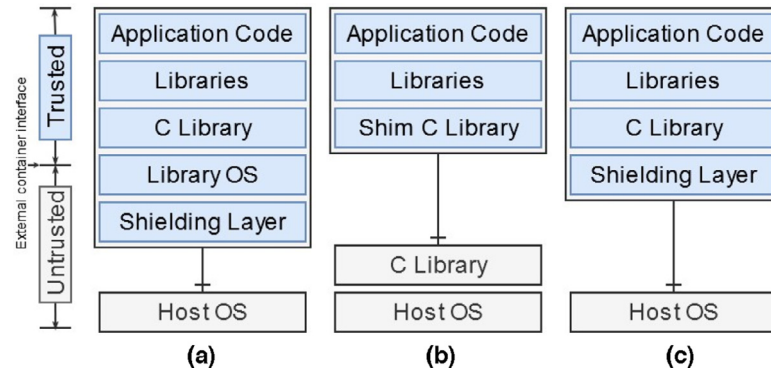 External container interface
Trusted
Untrusted
Application Code
Libraries
C Library
Library OS
Shielding Layer
Host OS
(a)
Application Code
Libraries
Shim C Library
C Library
Host OS
(b)
Application Code
Libraries
C Library
Shielding Layer
Host OS
(c)